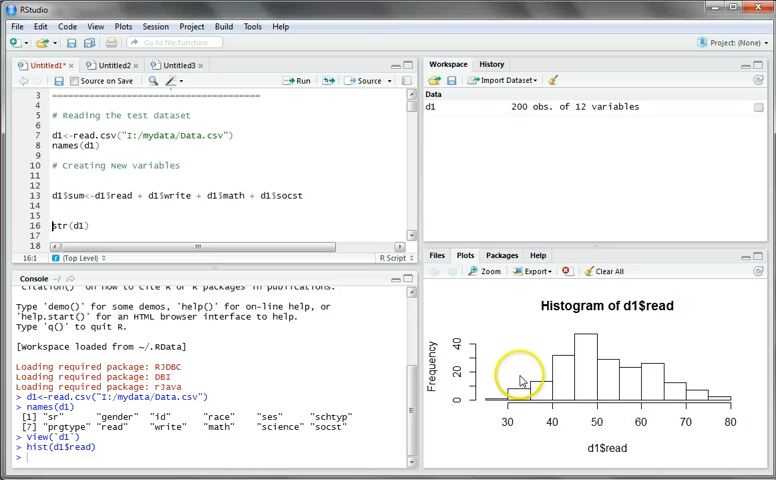 RStudio
File Edit Code View Plots Session Project Build Tools Help
Go to file/function
Project: (None)
Untitled1* Untitled2 Untitled3
Source on Save Run Source
3 ==========================================
4
5 # Reading the test dataset
6
7 d1<-read.csv("I:/mydata/Data.csv")
8 names(d1)
9
10 # Creating New variables
11
12
13 d1$sum<-d1$read + d1$write + d1$math + d1$socst
14
15
16 str(d1)
17
18
16:1 (Top Level) R Script
Console ~/
'citation()' on how to cite R or R packages in publications.
Type 'demo()' for some demos, 'help()' for on-line help, or
'help.start()' for an HTML browser interface to help.
Type 'q()' to quit R.
[Workspace loaded from ~/.RData]
Loading required package: RJDBC
Loading required package: DBI
Loading required package: rJava
> d1<-read.csv("I:/mydata/Data.csv")
> names(d1)
[1] "sr" "gender" "id" "race" "ses" "schtyp"
[7] "prgtype" "read" "write" "math" "science" "socst"
> View(`d1`)
> hist(d1$read)
>
Workspace History
Import Dataset
Data
d1 200 obs. of 12 variables
Files Plots Packages Help
Zoom Export Clear All
Histogram of d1$read
Frequency
40
20
0
30 40 50 60 70 80
d1$read